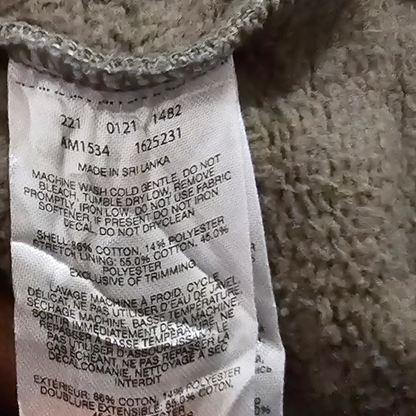 221 0121 1482
AM1534 1625231
MADE IN SRI LANKA
MACHINE WASH COLD GENTLE, DO NOT
BLEACH, TUMBLE DRY LOW, REMOVE
PROMPTLY, IRON LOW, DO NOT USE FABRIC
SOFTENER, IF PRESENT DO NOT IRON
DECAL, DO NOT DRY CLEAN
SHELL: 86% COTTON, 14% POLYESTER
STRETCH LINING: 55.0% COTTON, 45.0%
POLYESTER
EXCLUSIVE OF TRIMMING
LAVAGE MACHINE À FROID, CYCLE
DÉLICAT, NE PAS UTILISER D'EAU DE JAVEL
SÉCHAGE MACHINE, BASSE TEMPÉRATURE
SORTIR IMMÉDIATEMENT DE LA MACHINE,
REPASSER À BASSE TEMPÉRATURE, NE
PAS UTILISER D'ASSOUPLISSANT
PAS ÉCHÉANT, NE PAS REPASSER LA
DÉCALCOMANIE, NETTOYAGE À SEC
INTERDIT
EXTÉRIEUR: 86% COTON, 14% POLYESTER
DOUBLURE EXTENSIBLE: 55.0% COTON,